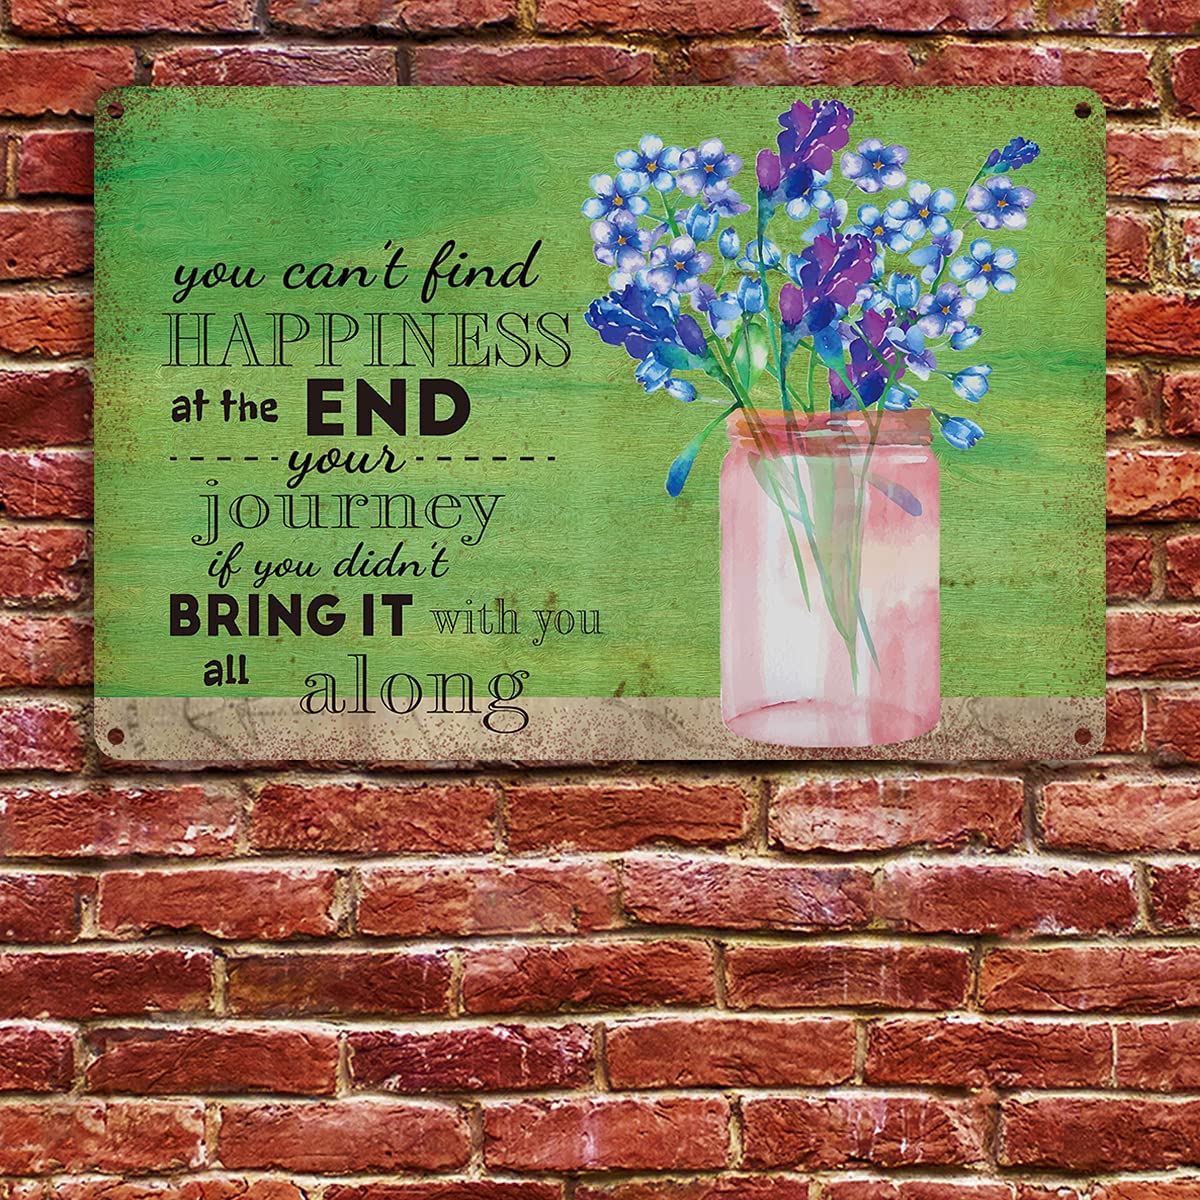 you can't find
HAPPINESS
at the END
your
journey
if you didn't
BRING IT with you
all along